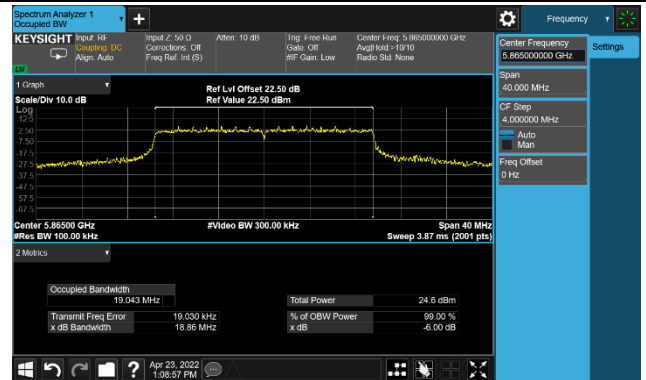 Spectrum Analyzer 1
Occupied BW
Frequency
KEYSIGHT
Input: RF
Coupling: DC
Align: Auto
Input Z: 50 Ω
Corrections: Off
Freq Ref: Int (S)
Atten: 10 dB
Trig: Free Run
Gate: Off
#IF Gain: Low
Center Freq: 5.865000000 GHz
Avg|Hold:>10/10
Radio Std: None
Center Frequency
5.865000000 GHz
Settings
Span
40.000 MHz
CF Step
4.000000 MHz
Auto
Man
Freq Offset
0 Hz
1 Graph
Scale/Div 10.0 dB
Ref Lvl Offset 22.50 dB
Ref Value 22.50 dBm
Log
12.5
2.50
-7.50
-17.5
-27.5
-37.5
-47.5
-57.5
-67.5
Center 5.86500 GHz
#Video BW 300.00 kHz
Span 40 MHz
#Res BW 100.00 kHz
Sweep 3.87 ms (2001 pts)
2 Metrics
Occupied Bandwidth
19.043 MHz
Total Power 24.6 dBm
Transmit Freq Error 19.030 kHz
% of OBW Power 99.00 %
x dB Bandwidth 18.86 MHz
x dB -6.00 dB
Apr 23, 2022
1:08:57 PM